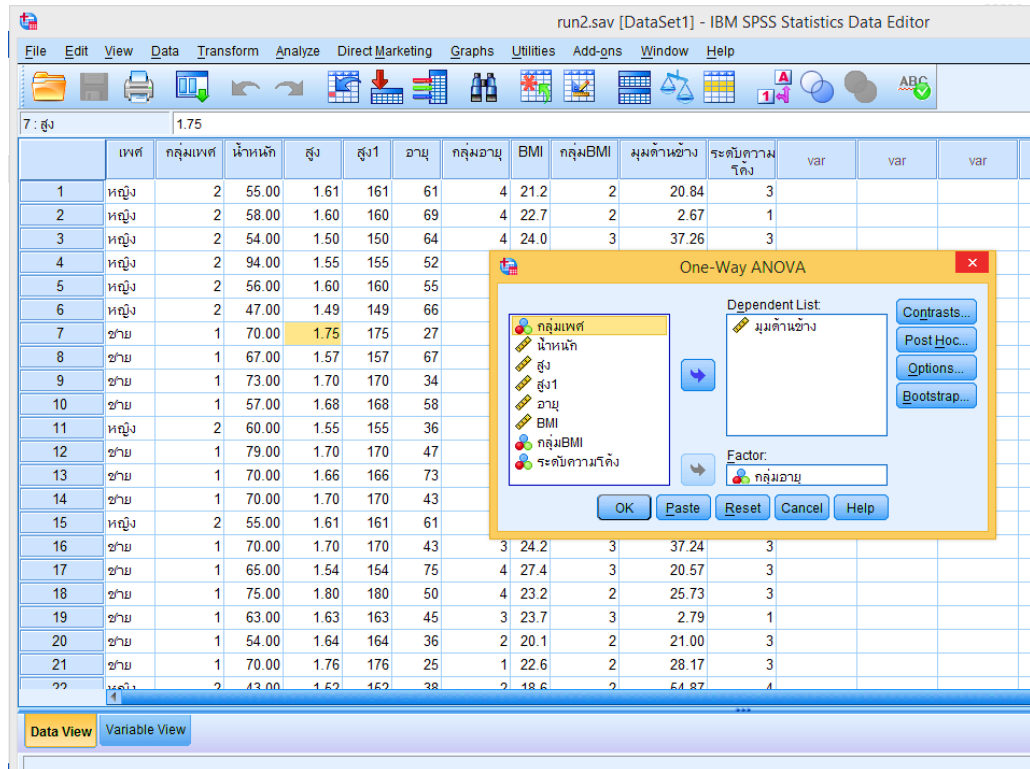 run2.sav [DataSet1] - IBM SPSS Statistics Data Editor
File Edit View Data Transform Analyze Direct Marketing Graphs Utilities Add-ons Window Help
7 : สูง 1.75
เพศ กลุ่มเพศ น้ำหนัก สูง สูง1 อายุ กลุ่มอายุ BMI กลุ่มBMI มุมด้านข้าง ระดับความโค้ง var var var
1 หญิง 2 55.00 1.61 161 61 4 21.2 2 20.84 3
2 หญิง 2 58.00 1.60 160 69 4 22.7 2 2.67 1
3 หญิง 2 54.00 1.50 150 64 4 24.0 3 37.26 3
4 หญิง 2 94.00 1.55 155 52
5 หญิง 2 56.00 1.60 160 55
6 หญิง 2 47.00 1.49 149 66
7 ชาย 1 70.00 1.75 175 27
8 ชาย 1 67.00 1.57 157 67
9 ชาย 1 73.00 1.70 170 34
10 ชาย 1 57.00 1.68 168 58
11 หญิง 2 60.00 1.55 155 36
12 ชาย 1 79.00 1.70 170 47
13 ชาย 1 70.00 1.66 166 73
14 ชาย 1 70.00 1.70 170 43
15 หญิง 2 55.00 1.61 161 61
16 ชาย 1 70.00 1.70 170 43 3 24.2 3 37.24 3
17 ชาย 1 65.00 1.54 154 75 4 27.4 3 20.57 3
18 ชาย 1 75.00 1.80 180 50 4 23.2 2 25.73 3
19 ชาย 1 63.00 1.63 163 45 3 23.7 3 2.79 1
20 ชาย 1 54.00 1.64 164 36 2 20.1 2 21.00 3
21 ชาย 1 70.00 1.76 176 25 1 22.6 2 28.17 3
22 หญิง 2 43.00 1.52 152 38 2 18.6 2 54.87 4
One-Way ANOVA
กลุ่มเพศ
น้ำหนัก
สูง
สูง1
อายุ
BMI
กลุ่มBMI
ระดับความโค้ง
Dependent List:
มุมด้านข้าง
Factor:
กลุ่มอายุ
Contrasts...
Post Hoc...
Options...
Bootstrap...
OK Paste Reset Cancel Help
Data View Variable View